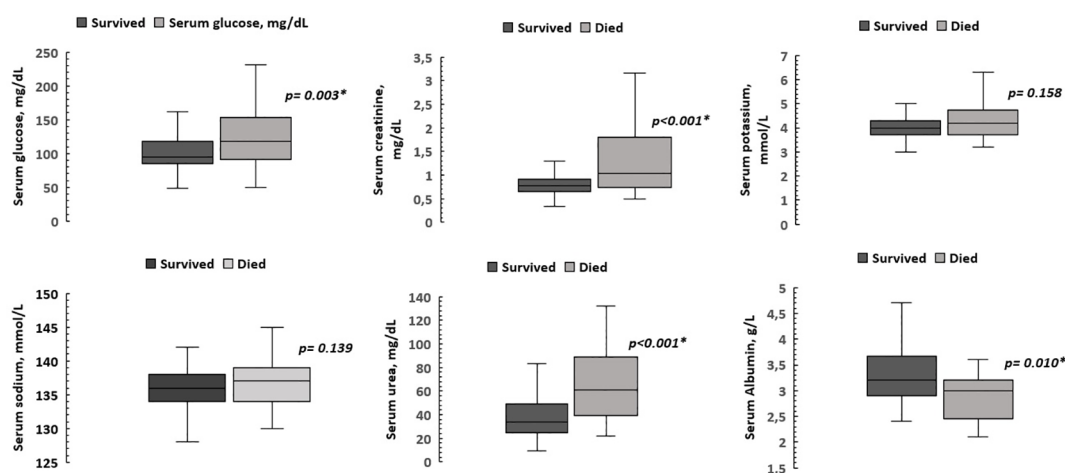 Survived Serum glucose, mg/dL
Serum glucose, mg/dL
250
200
150
100
50
0
p= 0.003*
Survived Died
Serum creatinine,
mg/dL
3,5
3
2,5
2
1,5
1
0,5
0
p<0.001*
Survived Died
Serum potassium,
mmol/L
7
6
5
4
3
2
1
0
p= 0.158
Survived Died
Serum sodium, mmol/L
150
145
140
135
130
125
p= 0.139
Survived Died
Serum urea, mg/dL
140
120
100
80
60
40
20
0
p<0.001*
Survived Died
Serum Albumin, g/L
5
4,5
4
3,5
3
2,5
2
1,5
p= 0.010*